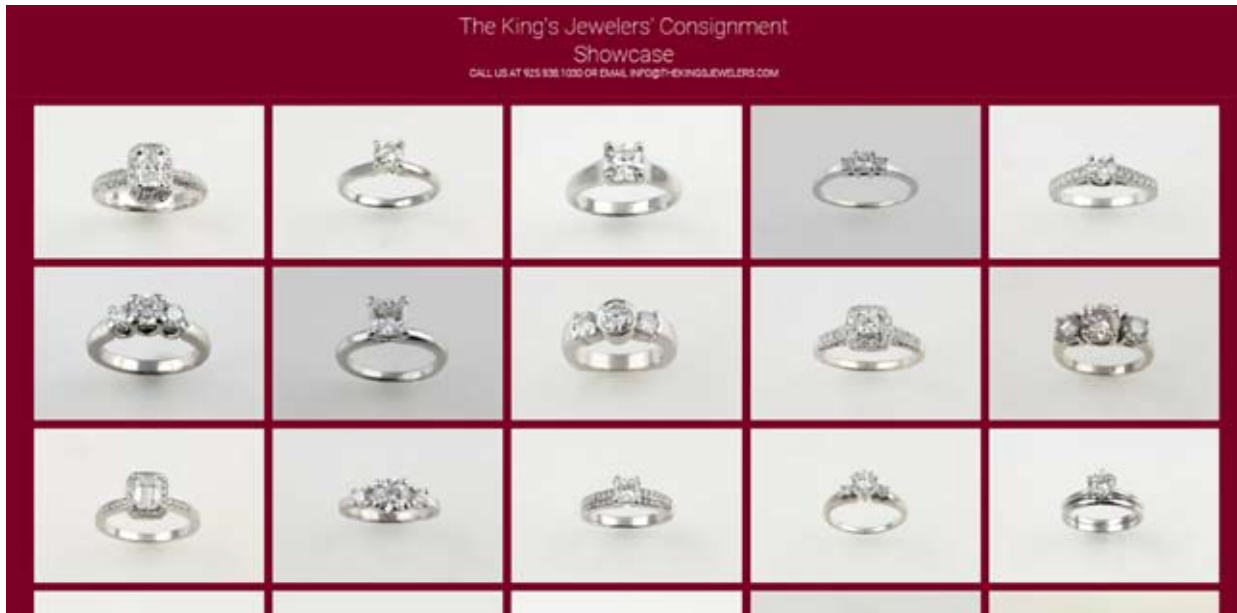 The King's Jewelers' Consignment
Showcase
CALL US AT 925.938.1030 OR EMAIL INFO@THEKINGSJEWELERS.COM